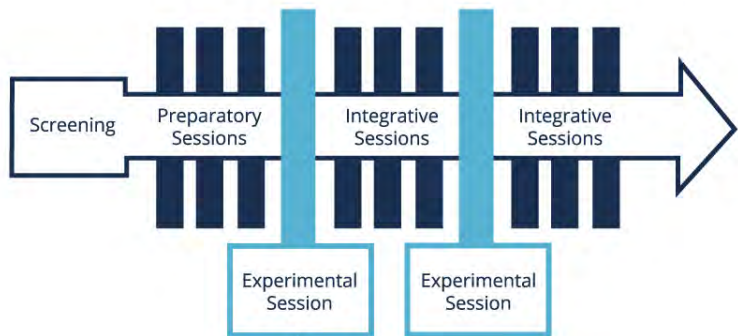 Screening
Preparatory
Sessions
Integrative
Sessions
Integrative
Sessions
Experimental
Session
Experimental
Session